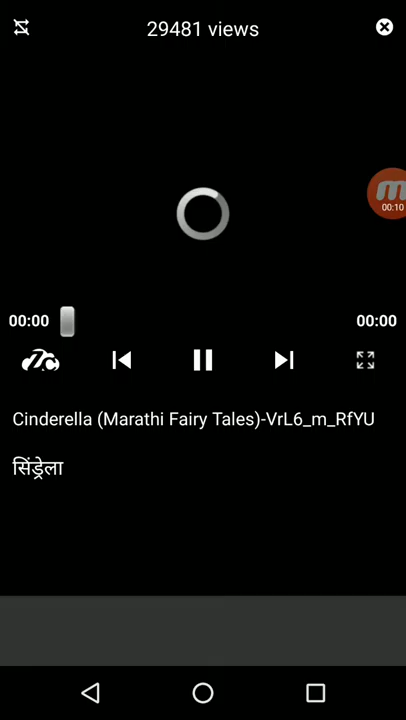 29481 views
00:10
00:00
00:00
Cinderella (Marathi Fairy Tales)-VrL6_m_RfYU
सिंड्रेला